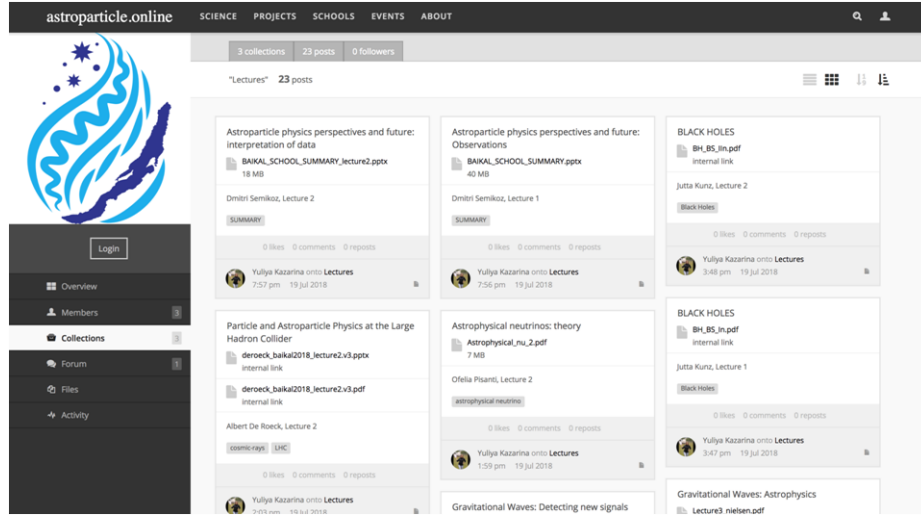 astroparticle.online SCIENCE PROJECTS SCHOOLS EVENTS ABOUT
3 collections 23 posts 0 followers
"Lectures" 23 posts
Login
Overview
Members 3
Collections 3
Forum 1
Files
Activity
Astroparticle physics perspectives and future:
interpretation of data
BAIKAL_SCHOOL_SUMMARY_lecture2.pptx
18 MB
Dmitri Semikoz, Lecture 2
SUMMARY
0 likes 0 comments 0 reposts
Yuliya Kazarina onto Lectures
7:57 pm 19 Jul 2018
Particle and Astroparticle Physics at the Large
Hadron Collider
deroeck_baikal2018_lecture2.v3.pptx
internal link
deroeck_baikal2018_lecture2.v3.pdf
internal link
Albert De Roeck, Lecture 2
cosmic-rays LHC
0 likes 0 comments 0 reposts
Yuliya Kazarina onto Lectures
2:03 pm 19 Jul 2018
Astroparticle physics perspectives and future:
Observations
BAIKAL_SCHOOL_SUMMARY.pptx
40 MB
Dmitri Semikoz, Lecture 1
SUMMARY
0 likes 0 comments 0 reposts
Yuliya Kazarina onto Lectures
7:56 pm 19 Jul 2018
Astrophysical neutrinos: theory
Astrophysical_nu_2.pdf
7 MB
Ofelia Pisanti, Lecture 2
astrophysical neutrino
0 likes 0 comments 0 reposts
Yuliya Kazarina onto Lectures
1:59 pm 19 Jul 2018
Gravitational Waves: Detecting new signals
BLACK HOLES
BH_BS_IIn.pdf
internal link
Jutta Kunz, Lecture 2
Black Holes
0 likes 0 comments 0 reposts
Yuliya Kazarina onto Lectures
3:48 pm 19 Jul 2018
BLACK HOLES
BH_BS_In.pdf
internal link
Jutta Kunz, Lecture 1
Black Holes
0 likes 0 comments 0 reposts
Yuliya Kazarina onto Lectures
3:47 pm 19 Jul 2018
Gravitational Waves: Astrophysics
Lecture3_nielsen.pdf